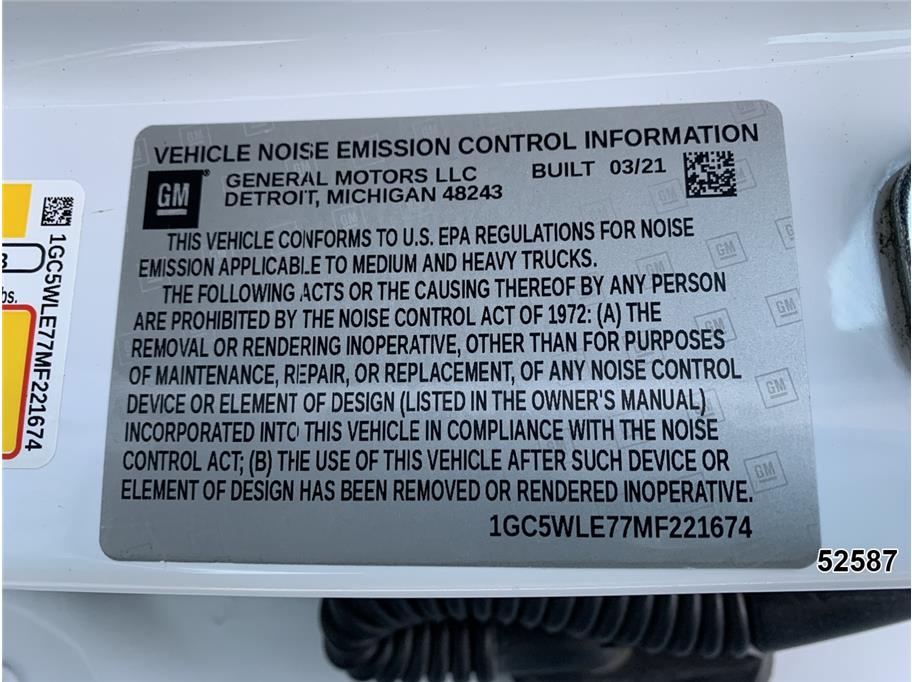 VEHICLE NOISE EMISSION CONTROL INFORMATION
GM
GENERAL MOTORS LLC BUILT 03/21
DETROIT, MICHIGAN 48243
THIS VEHICLE CONFORMS TO U.S. EPA REGULATIONS FOR NOISE
EMISSION APPLICABLE TO MEDIUM AND HEAVY TRUCKS.
THE FOLLOWING ACTS OR THE CAUSING THEREOF BY ANY PERSON
ARE PROHIBITED BY THE NOISE CONTROL ACT OF 1972: (A) THE
REMOVAL OR RENDERING INOPERATIVE, OTHER THAN FOR PURPOSES
OF MAINTENANCE, REPAIR, OR REPLACEMENT, OF ANY NOISE CONTROL
DEVICE OR ELEMENT OF DESIGN (LISTED IN THE OWNER'S MANUAL)
INCORPORATED INTO THIS VEHICLE IN COMPLIANCE WITH THE NOISE
CONTROL ACT; (B) THE USE OF THIS VEHICLE AFTER SUCH DEVICE OR
ELEMENT OF DESIGN HAS BEEN REMOVED OR RENDERED INOPERATIVE.
1GC5WLE77MF221674
1GC5WLE77MF221674
bs.
52587